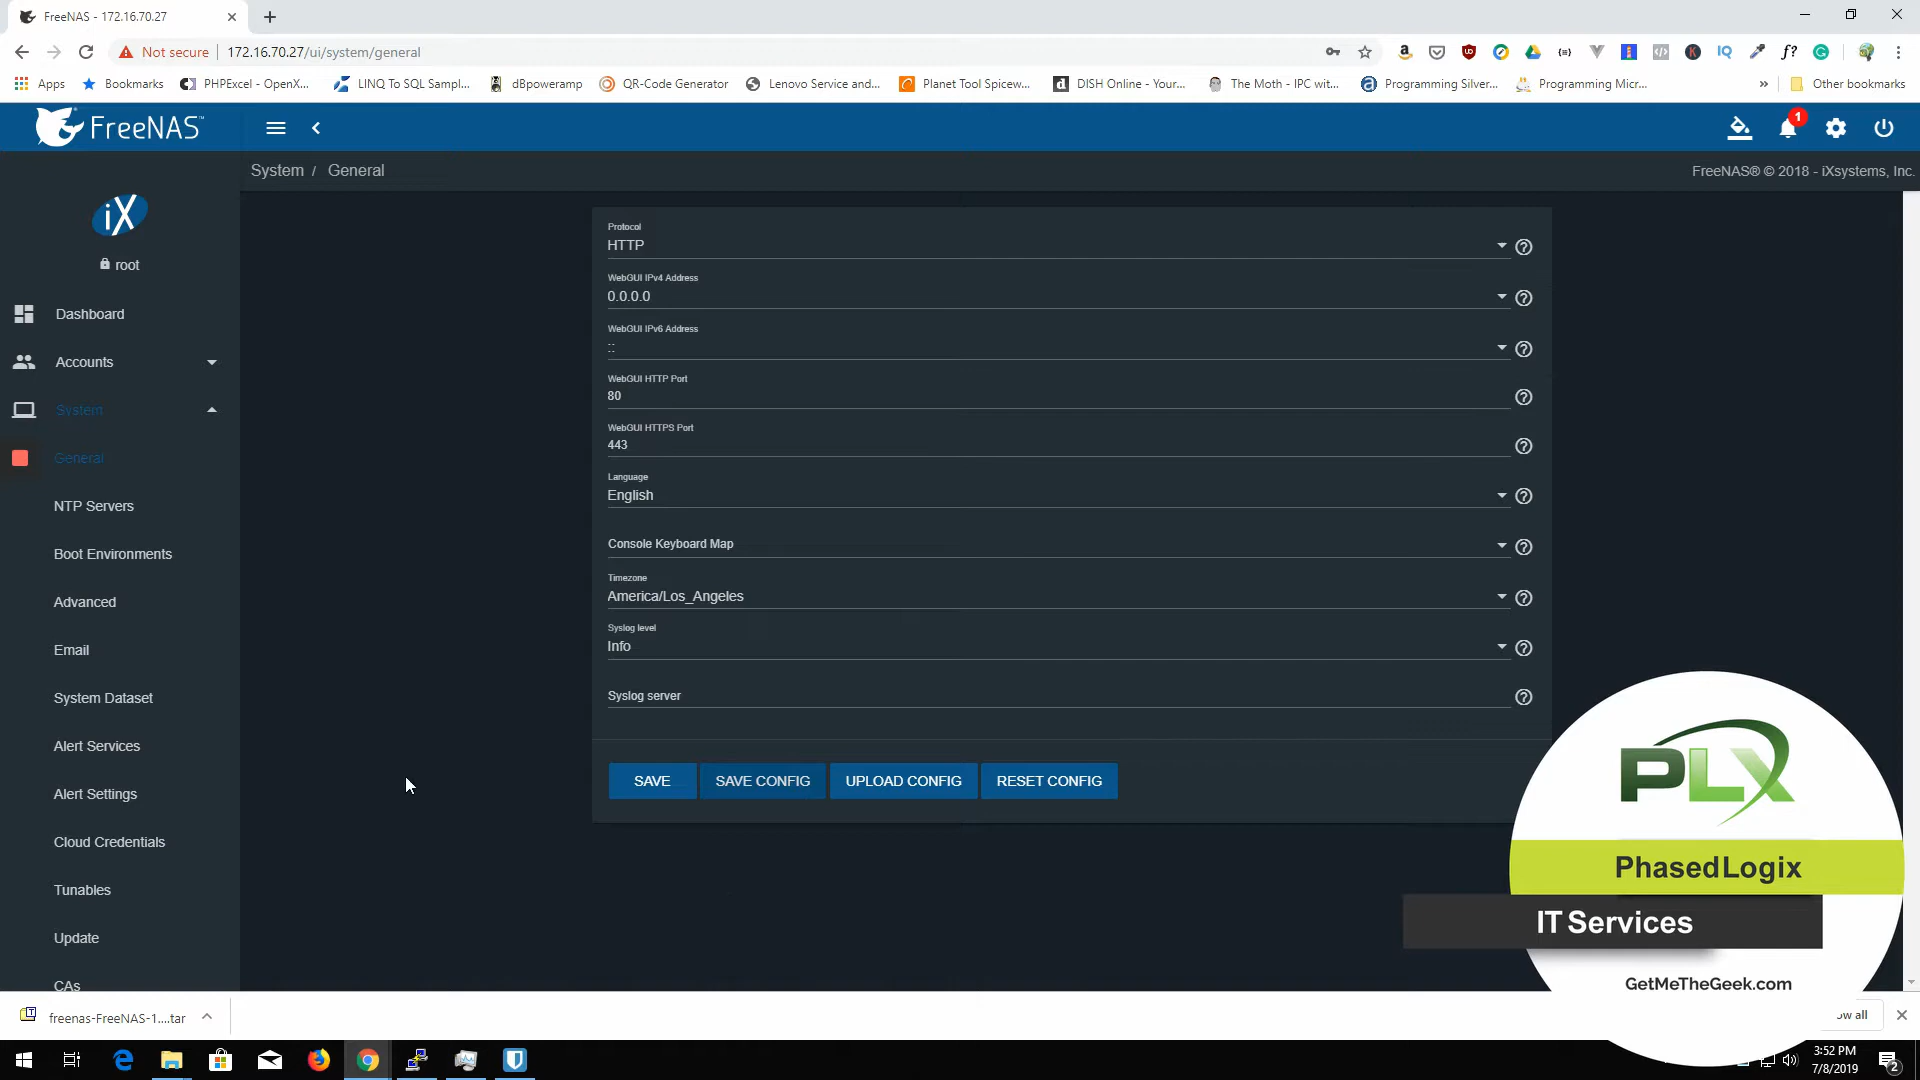 FreeNAS - 172.16.70.27
Not secure
172.16.70.27/ui/system/general
Apps
Bookmarks
PHPExcel - OpenX...
LINQ To SQL Sampl...
dBpoweramp
QR-Code Generator
Lenovo Service and...
Planet Tool Spicew...
DISH Online - Your...
The Moth - IPC wit...
Programming Silver...
Programming Micr...
»
Other bookmarks
FreeNAS™
1
System / General
FreeNAS® © 2018 - iXsystems, Inc.
iX
root
Dashboard
Accounts
System
General
NTP Servers
Boot Environments
Advanced
Email
System Dataset
Alert Services
Alert Settings
Cloud Credentials
Tunables
Update
CAs
Protocol
HTTP
WebGUI IPv4 Address
0.0.0.0
WebGUI IPv6 Address
::
WebGUI HTTP Port
80
WebGUI HTTPS Port
443
Language
English
Console Keyboard Map
Timezone
America/Los_Angeles
Syslog level
Info
Syslog server
SAVE
SAVE CONFIG
UPLOAD CONFIG
RESET CONFIG
PLX
PhasedLogix
IT Services
GetMeTheGeek.com
freenas-FreeNAS-1....tar
ow all
3:52 PM
7/8/2019
2